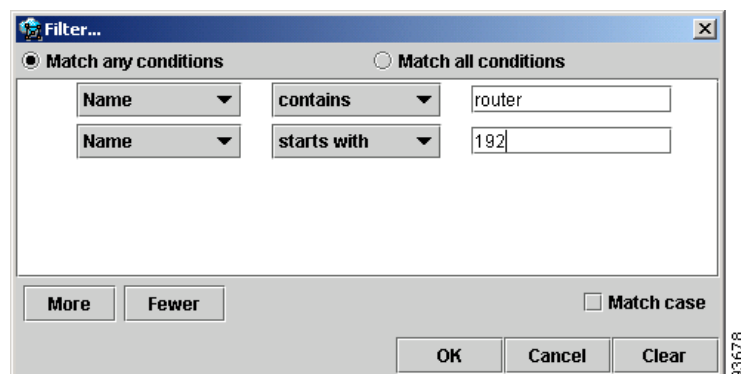 Filter...
Match any conditions
Match all conditions
Name contains router
Name starts with 192
More Fewer Match case
OK Cancel Clear
93678